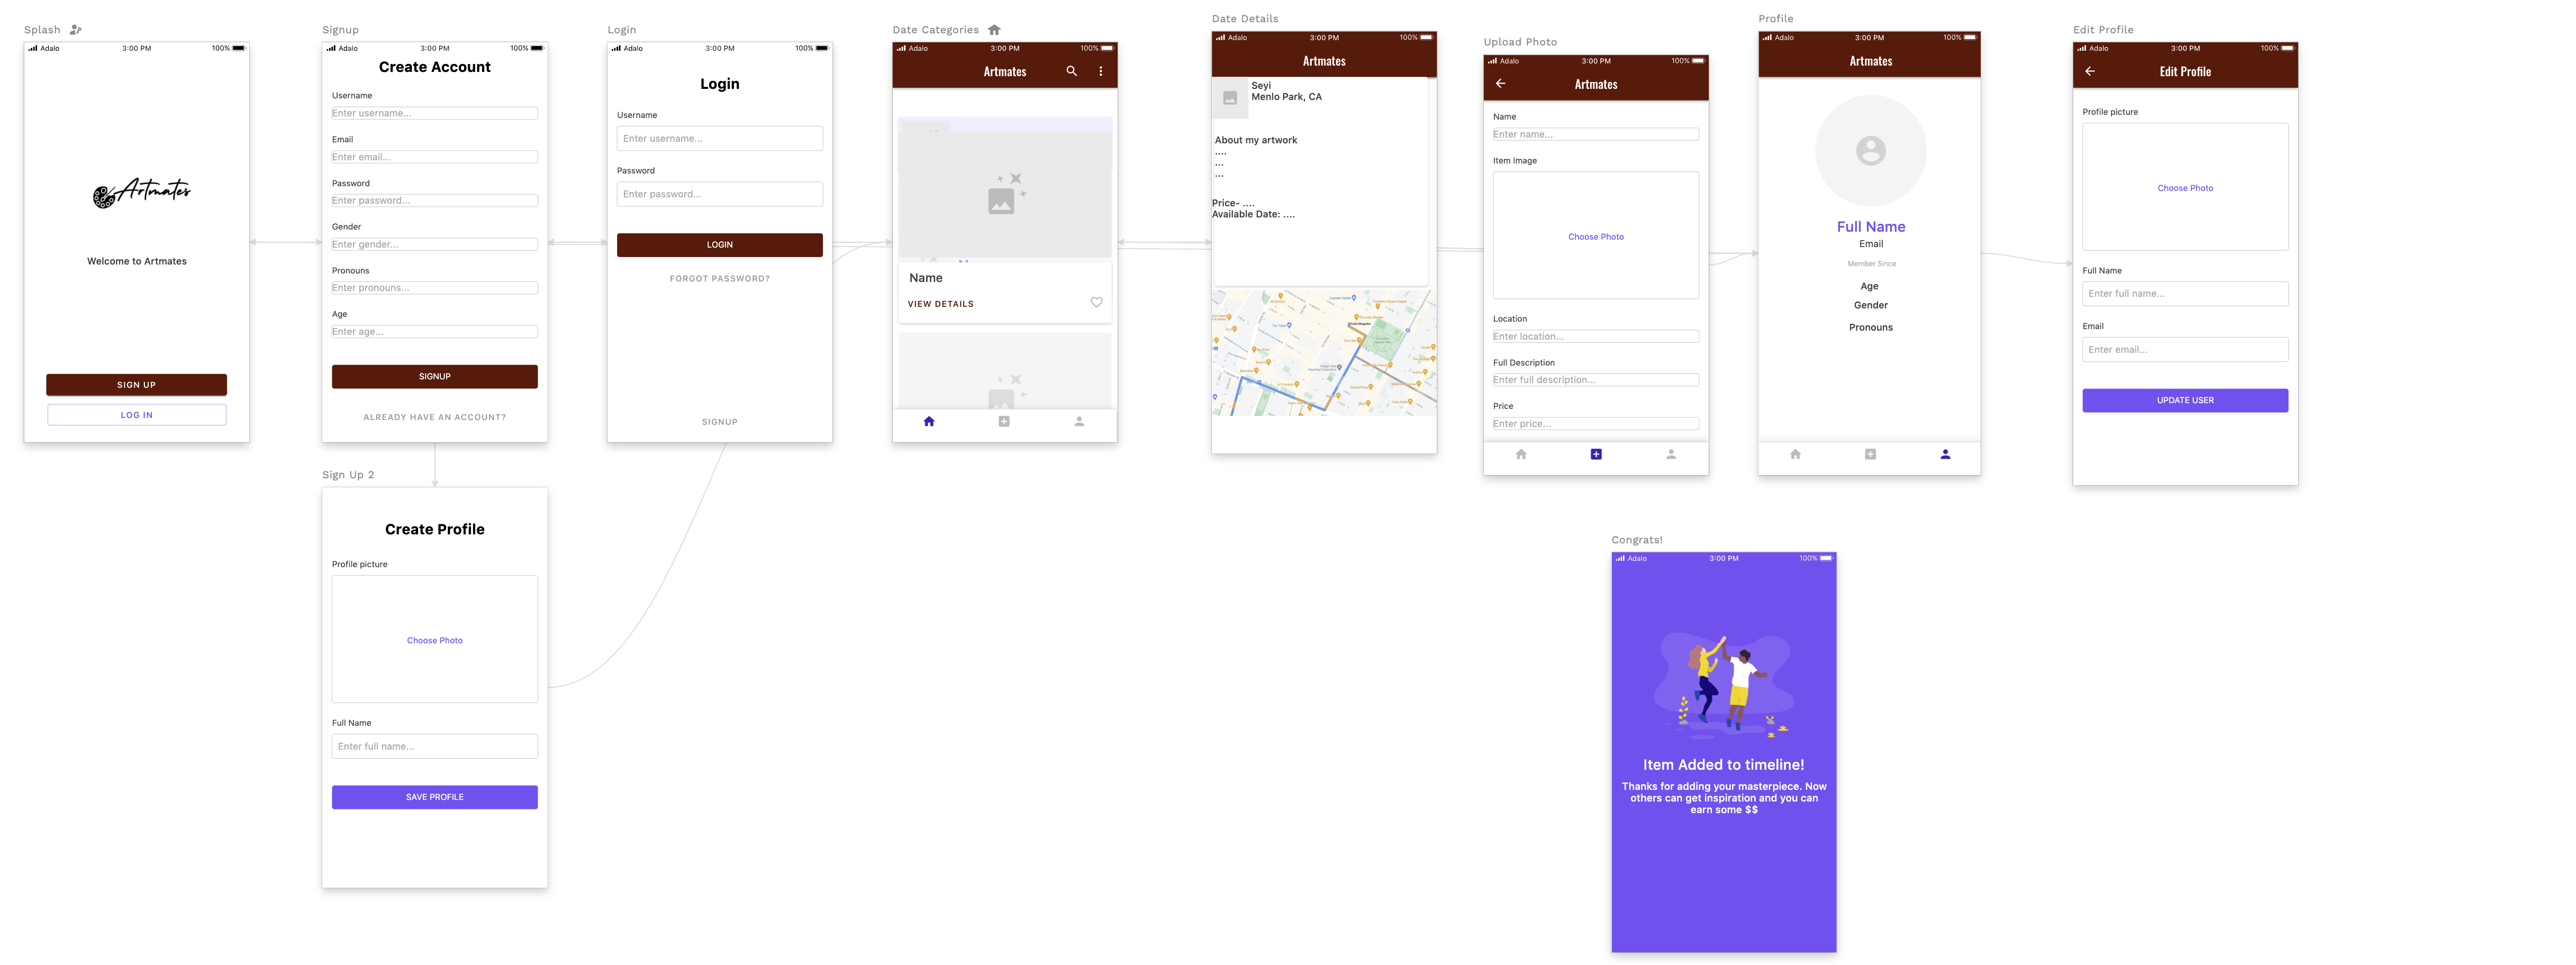 Splash
Adalo 3:00 PM 100%
Artmates
Welcome to Artmates
SIGN UP
LOG IN
Signup
Adalo 3:00 PM 100%
Create Account
Username
Enter username...
Email
Enter email...
Password
Enter password...
Gender
Enter gender...
Pronouns
Enter pronouns...
Age
Enter age...
SIGNUP
ALREADY HAVE AN ACCOUNT?
Sign Up 2
Create Profile
Profile picture
Choose Photo
Full Name
Enter full name...
SAVE PROFILE
Login
Adalo 3:00 PM 100%
Login
Username
Enter username...
Password
Enter password...
LOGIN
FORGOT PASSWORD?
SIGNUP
Date Categories
Adalo 3:00 PM 100%
Artmates
Name
VIEW DETAILS
Date Details
Adalo 3:00 PM 100%
Artmates
Seyi
Menlo Park, CA
About my artwork
....
...
...
Price- ....
Available Date: ....
Upload Photo
Adalo 3:00 PM 100%
Artmates
Name
Enter name...
Item Image
Choose Photo
Location
Enter location...
Full Description
Enter full description...
Price
Enter price...
Profile
Adalo 3:00 PM 100%
Artmates
Full Name
Email
Member Since
Age
Gender
Pronouns
Edit Profile
Adalo 3:00 PM 100%
Edit Profile
Profile picture
Choose Photo
Full Name
Enter full name...
Email
Enter email...
UPDATE USER
Congrats!
Adalo 3:00 PM 100%
Item Added to timeline!
Thanks for adding your masterpiece. Now
others can get inspiration and you can
earn some $$